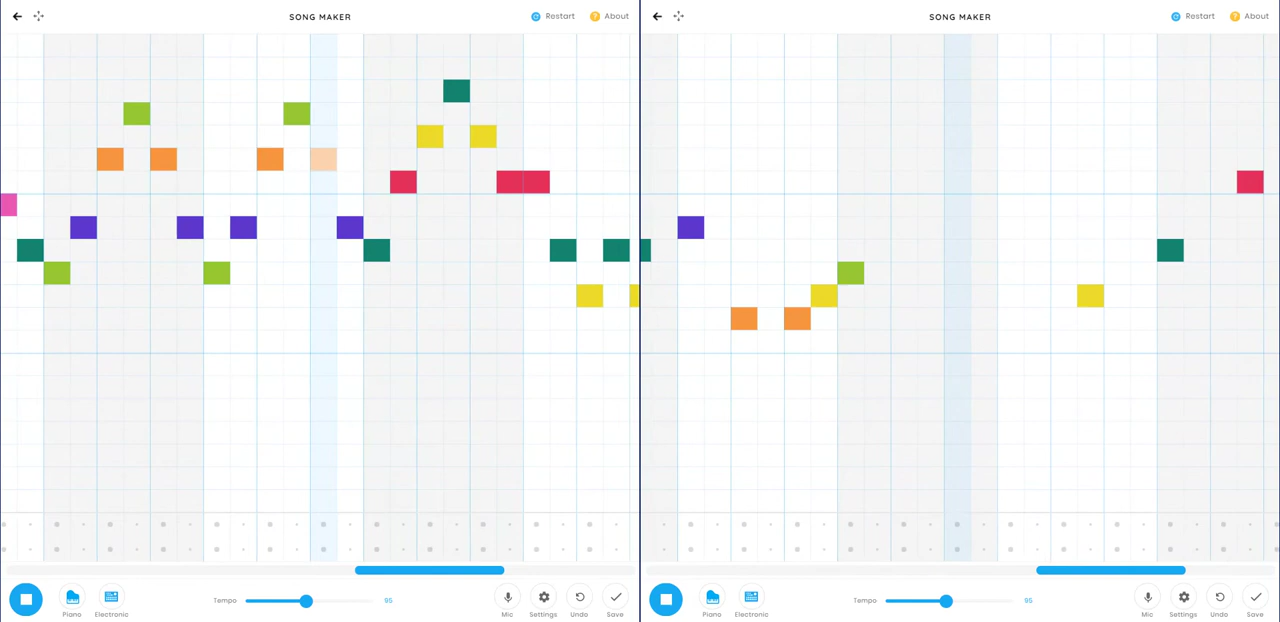 SONG MAKER
Restart
? About
Piano
Electronic
Tempo
95
Mic
Settings
Undo
Save
SONG MAKER
Restart
? About
Piano
Electronic
Tempo
95
Mic
Settings
Undo
Save